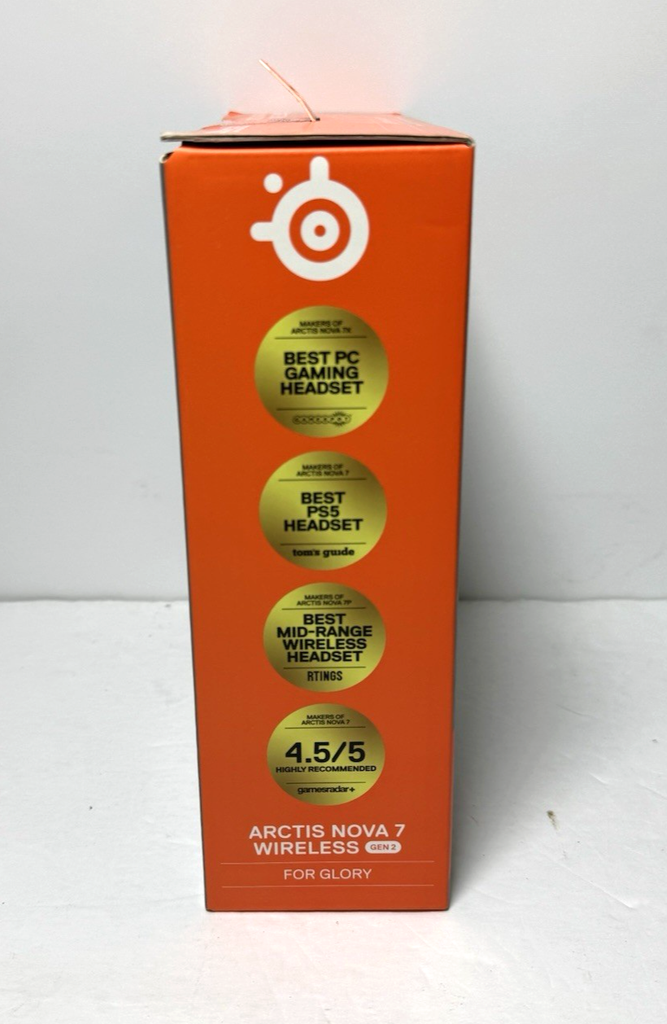 MAKERS OF
ARCTIS NOVA 7X
BEST PC
GAMING
HEADSET
MAKERS OF
ARCTIS NOVA 7
BEST
PS5
HEADSET
tom's guide
MAKERS OF
ARCTIS NOVA 7P
BEST
MID-RANGE
WIRELESS
HEADSET
RTINGS
MAKERS OF
ARCTIS NOVA 7
4.5/5
HIGHLY RECOMMENDED
gamesradar+
ARCTIS NOVA 7
WIRELESS GEN 2
FOR GLORY